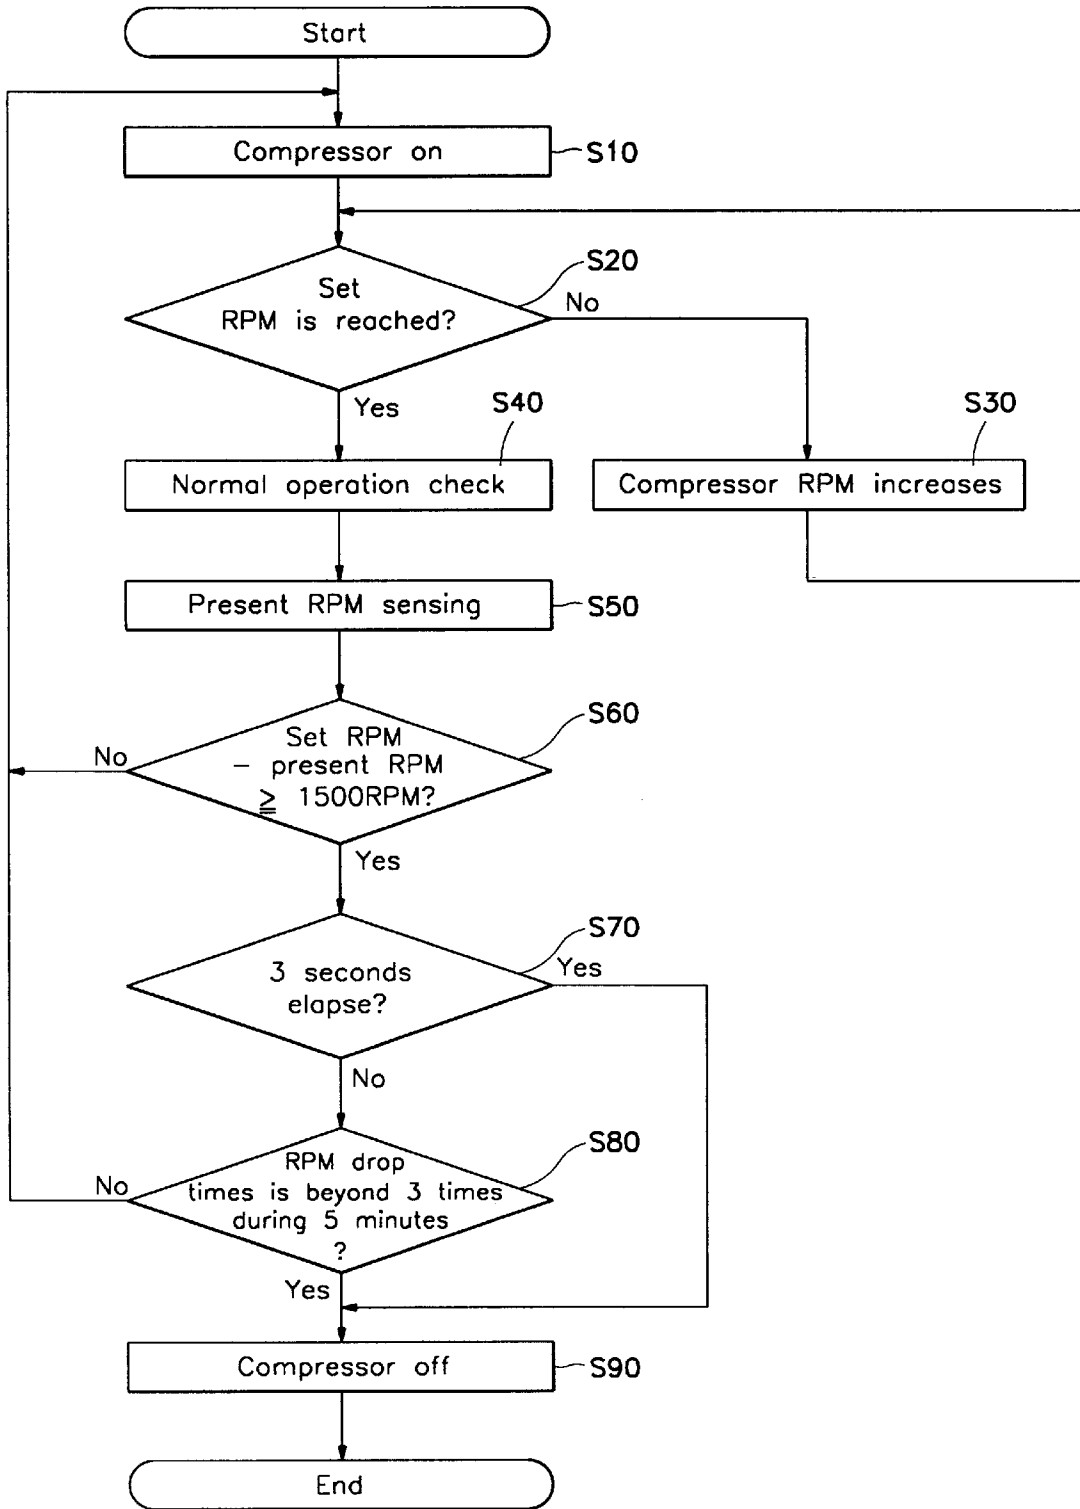 Start
Compressor on
S10
S20
Set
RPM is reached?
No
Yes
S40
S30
Normal operation check
Compressor RPM increases
Present RPM sensing
S50
S60
Set RPM
− present RPM
≧ 1500RPM?
No
Yes
S70
3 seconds
elapse?
Yes
No
S80
RPM drop
times is beyond 3 times
during 5 minutes
?
No
Yes
Compressor off
S90
End